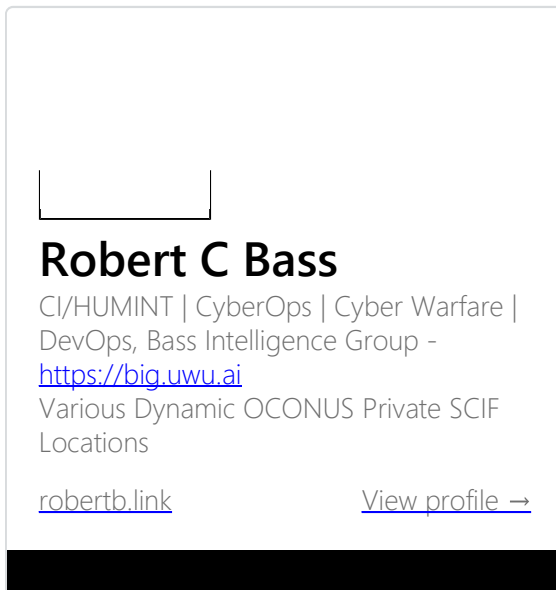 Robert C Bass
CI/HUMINT | CyberOps | Cyber Warfare |
DevOps, Bass Intelligence Group -
https://big.uwu.ai
Various Dynamic OCONUS Private SCIF
Locations
robertb.link View profile →